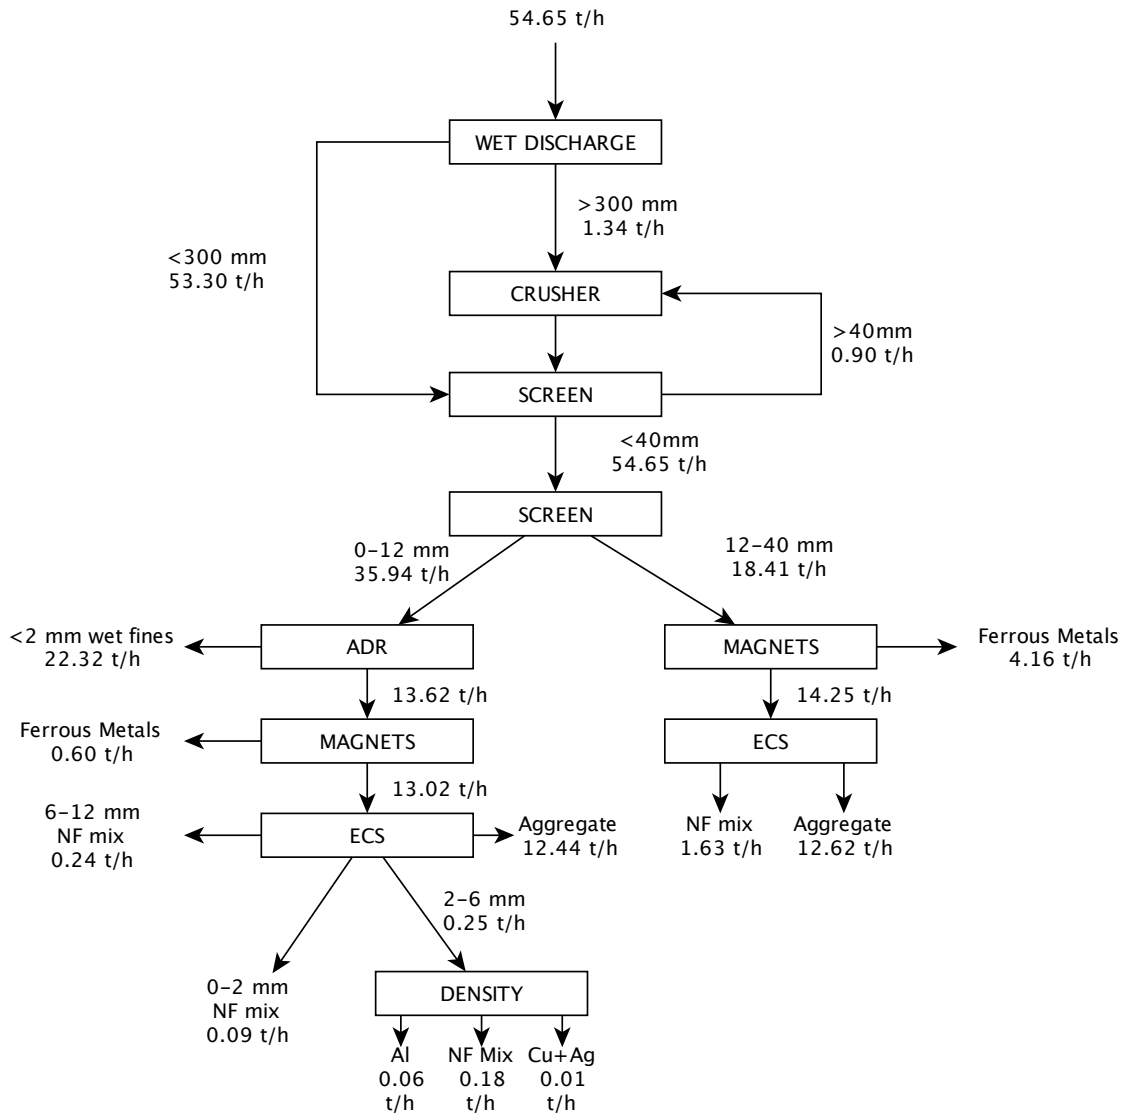 54.65 t/h
WET DISCHARGE
>300 mm
1.34 t/h
<300 mm
53.30 t/h
CRUSHER
>40mm
0.90 t/h
SCREEN
<40mm
54.65 t/h
SCREEN
0–12 mm
35.94 t/h
12–40 mm
18.41 t/h
<2 mm wet fines
22.32 t/h
ADR
MAGNETS
Ferrous Metals
4.16 t/h
13.62 t/h
14.25 t/h
Ferrous Metals
0.60 t/h
MAGNETS
ECS
13.02 t/h
6–12 mm
NF mix
0.24 t/h
ECS
Aggregate
12.44 t/h
NF mix
1.63 t/h
Aggregate
12.62 t/h
2–6 mm
0.25 t/h
0–2 mm
NF mix
0.09 t/h
DENSITY
Al
0.06
t/h
NF Mix
0.18
t/h
Cu+Ag
0.01
t/h